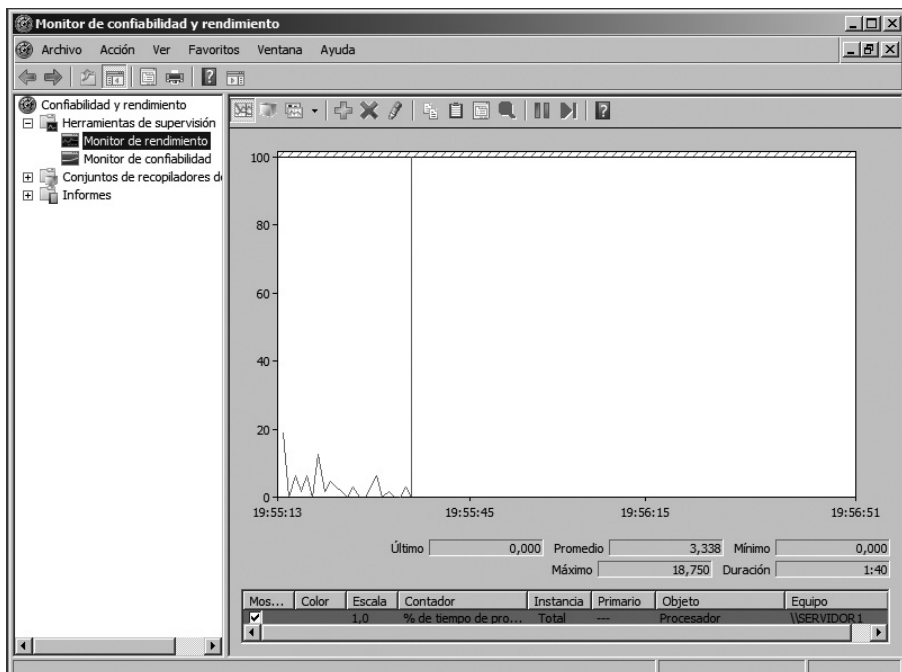 Monitor de confiabilidad y rendimiento
Archivo Acción Ver Favoritos Ventana Ayuda
Confiabilidad y rendimiento
Herramientas de supervisión
Monitor de rendimiento
Monitor de confiabilidad
Conjuntos de recopiladores de
Informes
100
80
60
40
20
0
19:55:13 19:55:45 19:56:15 19:56:51
Último 0,000 Promedio 3,338 Mínimo 0,000
Máximo 18,750 Duración 1:40
Mos... Color Escala Contador Instancia Primario Objeto Equipo
1,0 % de tiempo de pro... Total --- Procesador \\SERVIDOR1